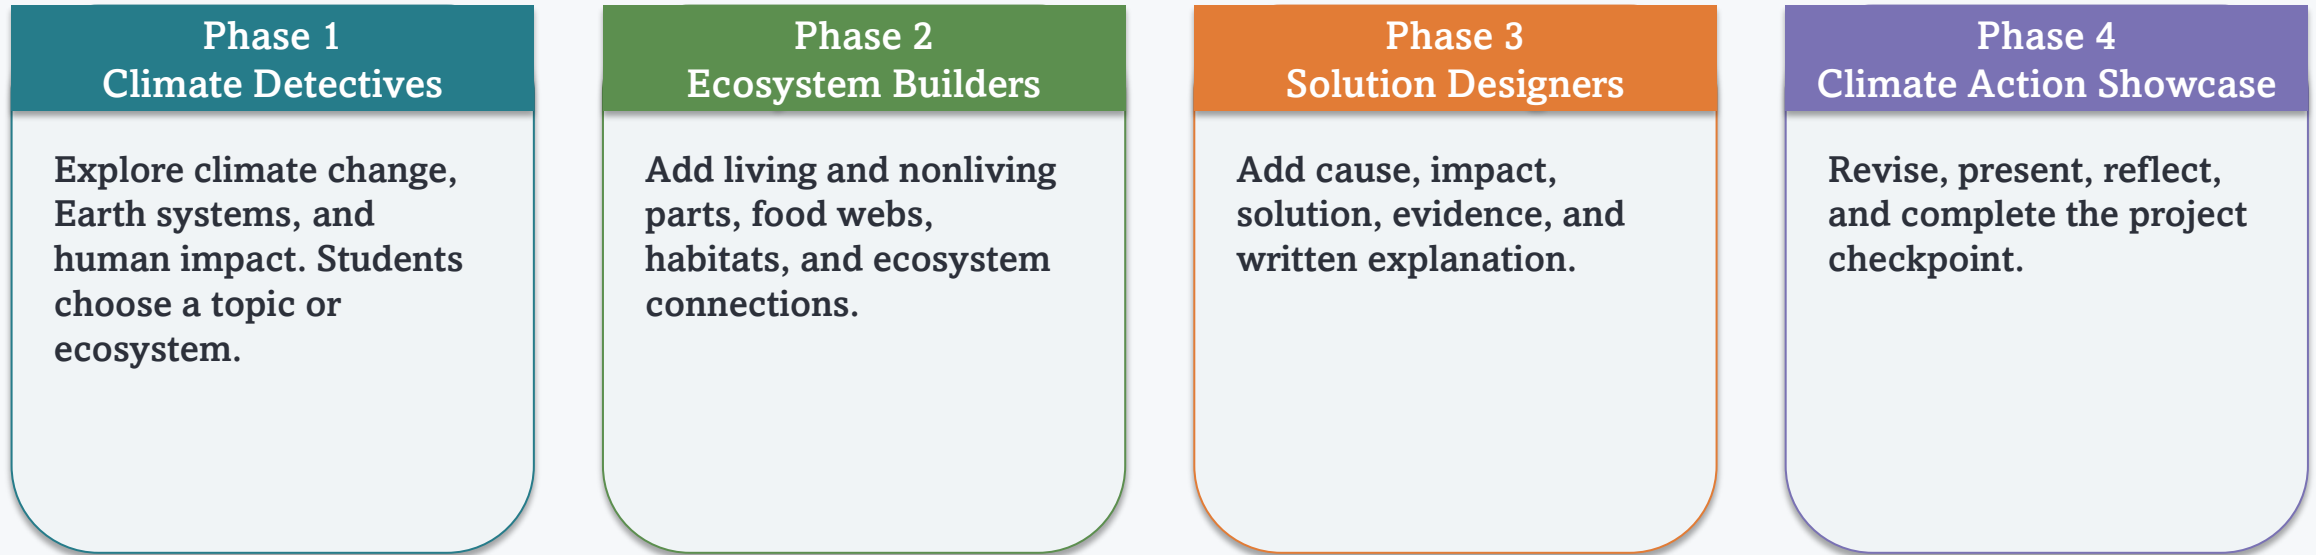 Phase 1
Climate Detectives
Explore climate change,
Earth systems, and
human impact. Students
choose a topic or
ecosystem.
Phase 2
Ecosystem Builders
Add living and nonliving
parts, food webs,
habitats, and ecosystem
connections.
Phase 3
Solution Designers
Add cause, impact,
solution, evidence, and
written explanation.
Phase 4
Climate Action Showcase
Revise, present, reflect,
and complete the project
checkpoint.